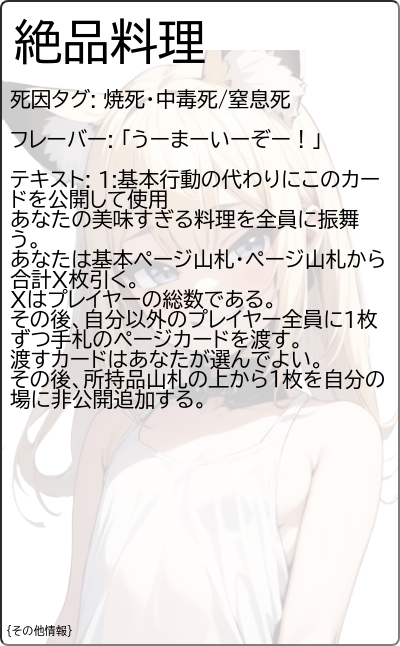 絶品料理
死因タグ: 焼死・中毒死/窒息死
フレーバー: 「うーまーいーぞー！」
テキスト: 1:基本行動の代わりにこのカー
ドを公開して使用
あなたの美味すぎる料理を全員に振舞
う。
あなたは基本ページ山札・ページ山札から
合計X枚引く。
Xはプレイヤーの総数である。
その後、自分以外のプレイヤー全員に1枚
ずつ手札のページカードを渡す。
渡すカードはあなたが選んでよい。
その後、所持品山札の上から1枚を自分の
場に非公開追加する。
{その他情報}